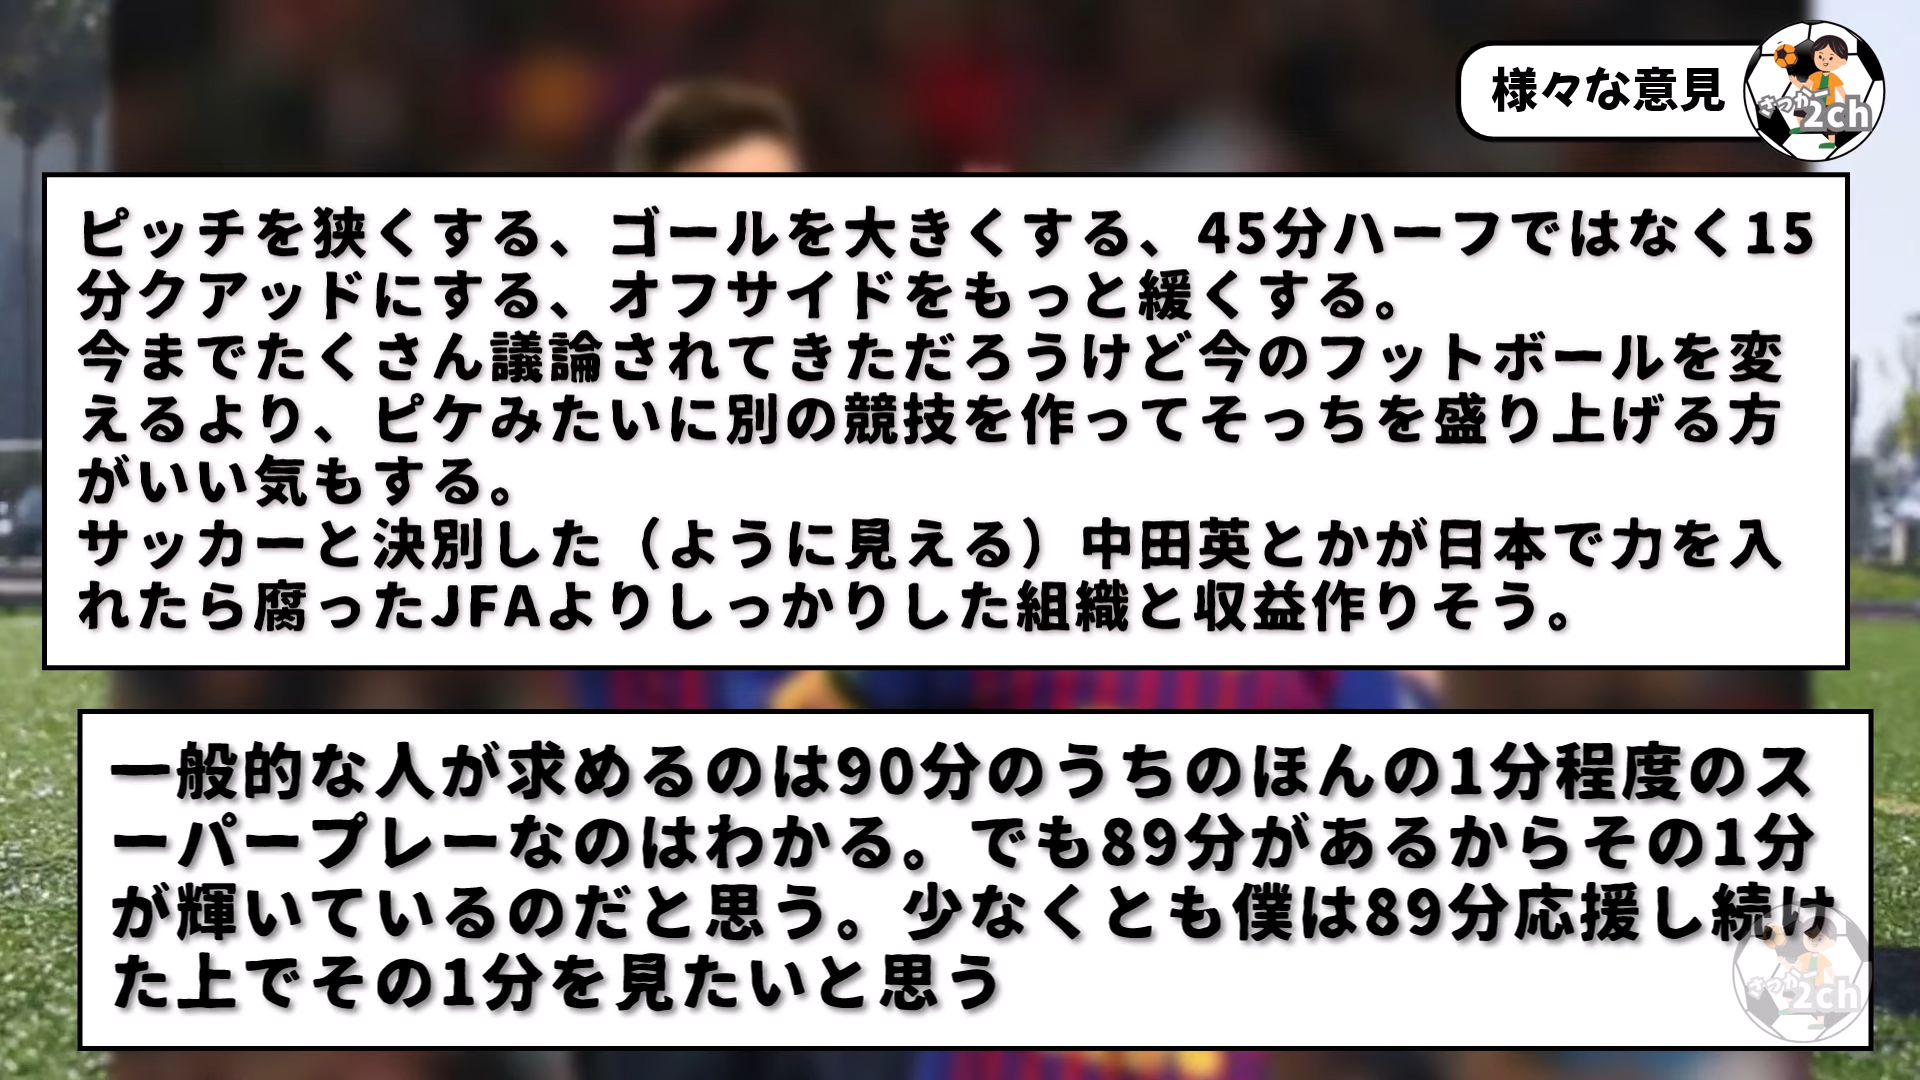 様々な意見
さっかー
2ch
ピッチを狭くする、ゴールを大きくする、45分ハーフではなく15
分クアッドにする、オフサイドをもっと緩くする。
今までたくさん議論されてきただろうけど今のフットボールを変
えるより、ピケみたいに別の競技を作ってそっちを盛り上げる方
がいい気もする。
サッカーと決別した（ように見える）中田英とかが日本で力を入
れたら腐ったJFAよりしっかりした組織と収益作りそう。
一般的な人が求めるのは90分のうちのほんの1分程度のス
ーパープレーなのはわかる。でも89分があるからその1分
が輝いているのだと思う。少なくとも僕は89分応援し続け
た上でその1分を見たいと思う
さっかー
2ch